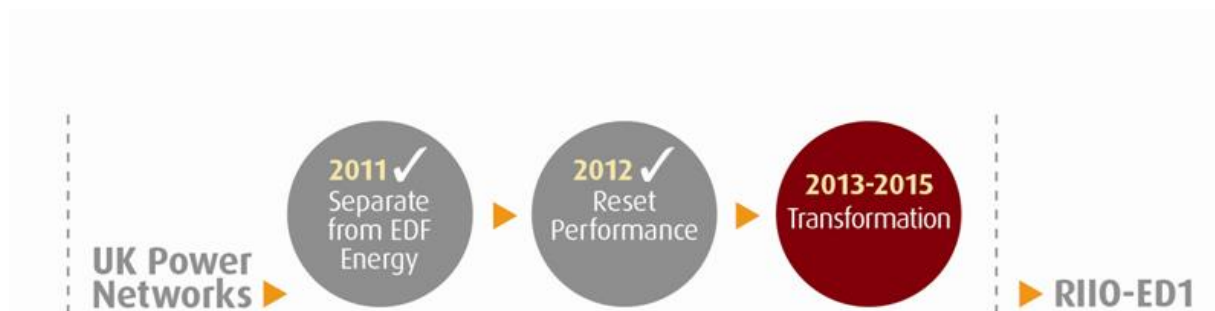 UK Power
Networks
2011 ✓
Separate
from EDF
Energy
2012 ✓
Reset
Performance
2013-2015
Transformation
RIIO-ED1